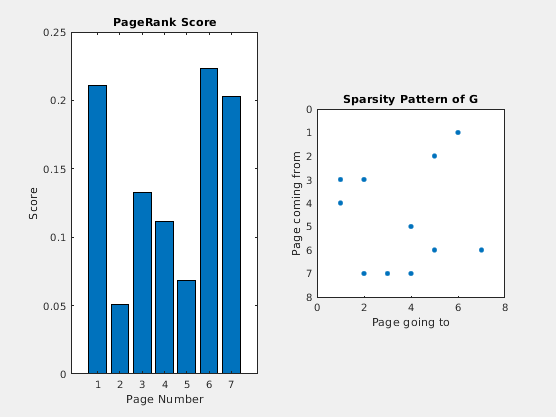 PageRank Score
0.25
0.2
0.15
0.1
0.05
0
Score
1 2 3 4 5 6 7
Page Number
Sparsity Pattern of G
0
1
2
3
4
5
6
7
8
Page coming from
0 2 4 6 8
Page going to